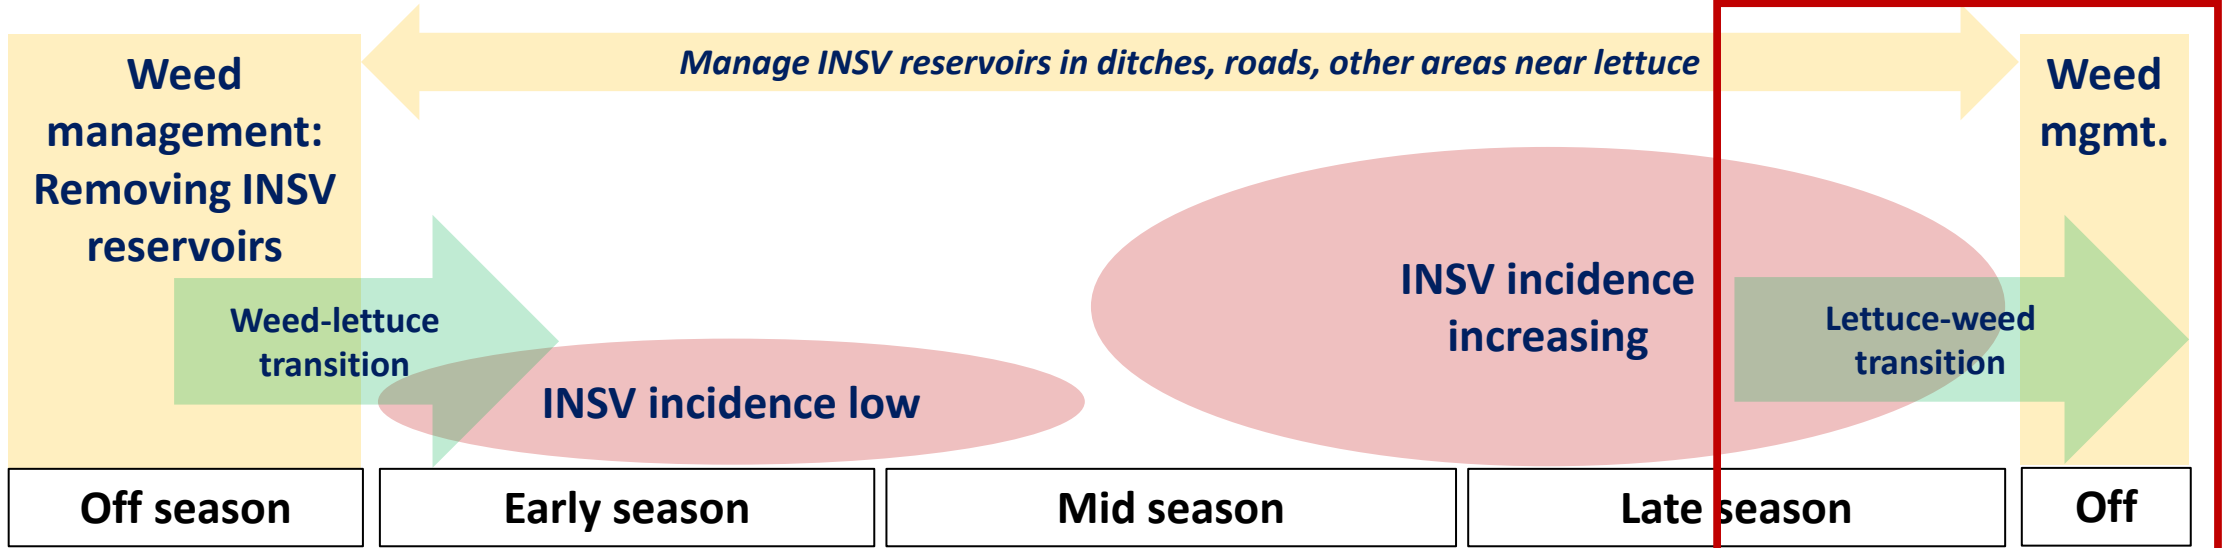 Manage INSV reservoirs in ditches, roads, other areas near lettuce
Weed
management:
Removing INSV
reservoirs
Weed
mgmt.
Weed-lettuce
transition
INSV incidence low
INSV incidence
increasing
Lettuce-weed
transition
Off season
Early season
Mid season
Late season
Off